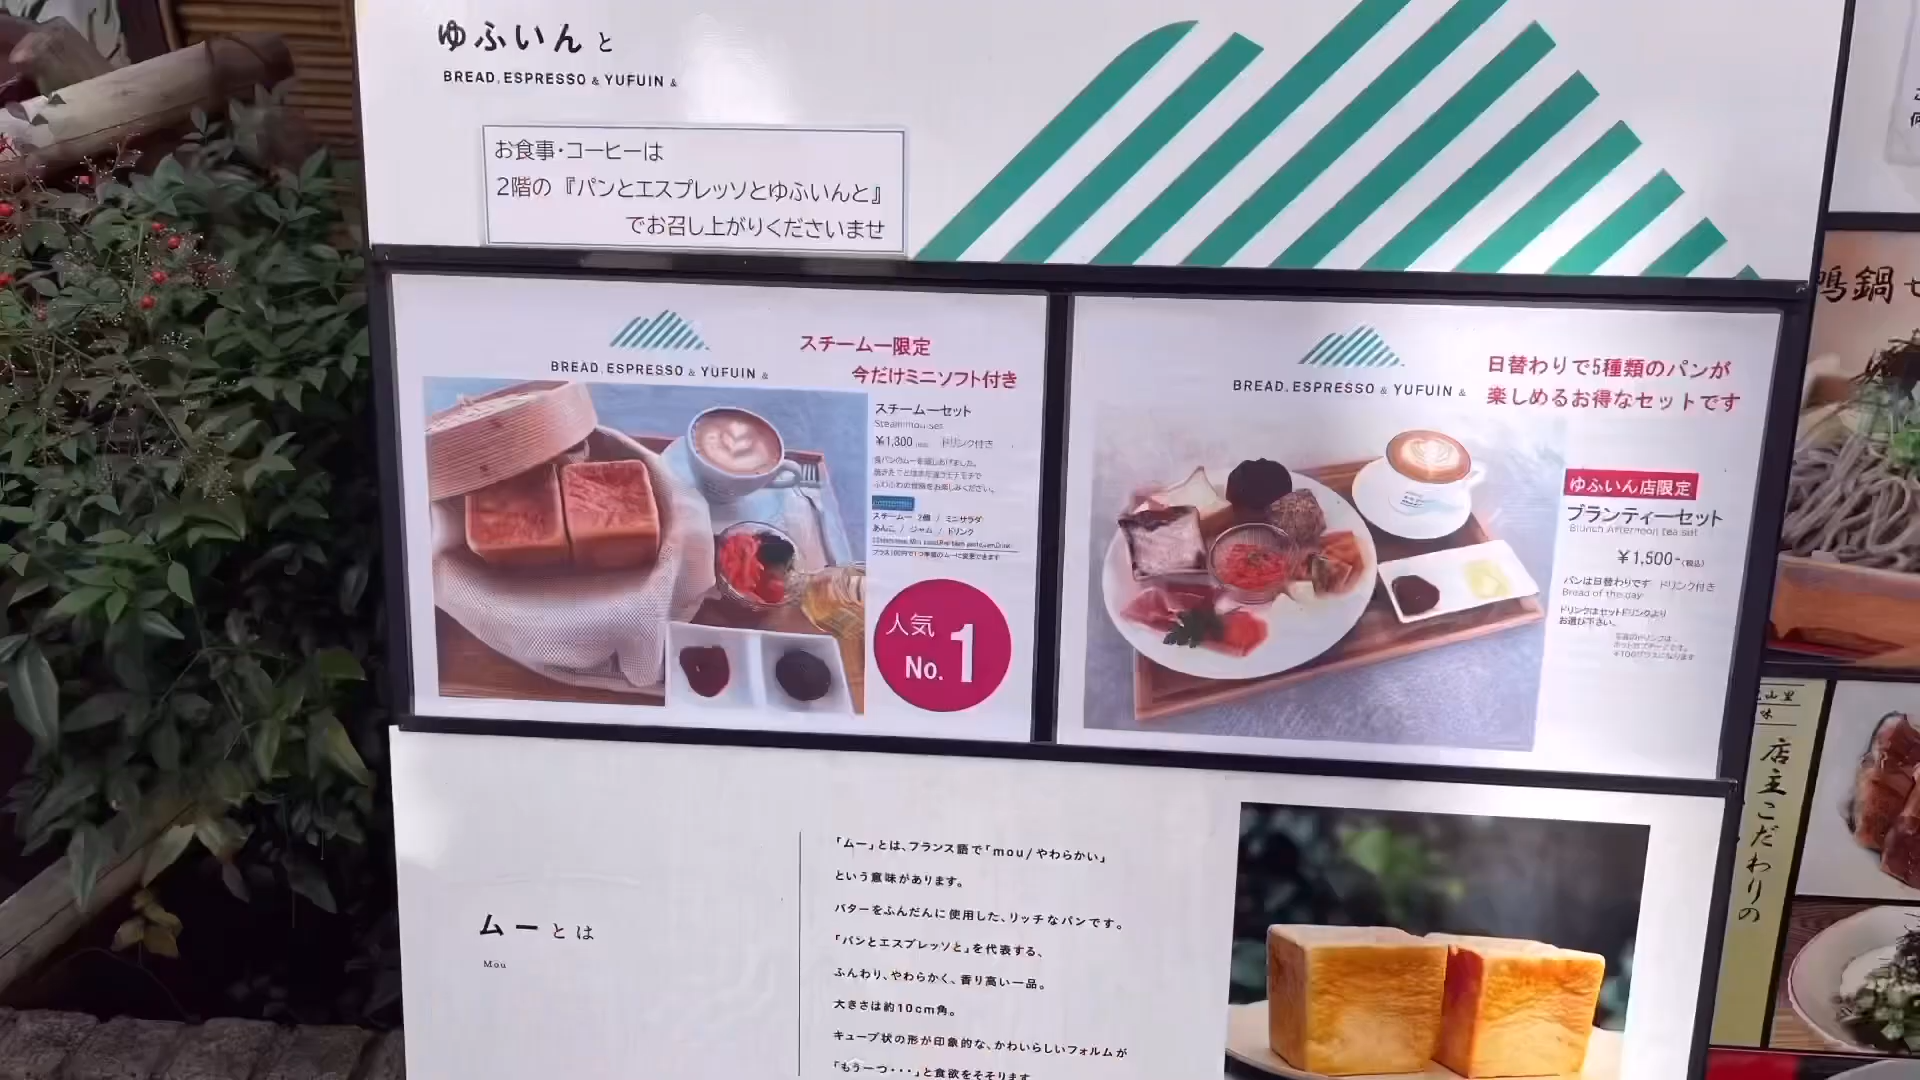 ゆふいんと
BREAD, ESPRESSO & YUFUIN &
お食事・コーヒーは
2階の『パンとエスプレッソとゆふいんと』
でお召し上がりくださいませ
BREAD, ESPRESSO & YUFUIN &
スチームー限定
今だけミニソフト付き
スチームーセット
Steam mou set
¥1,300 ドリンク付き
スチームー 2個 / ミニサラダ
あんこ / ジャム / ドリンク
人気
No.1
BREAD, ESPRESSO & YUFUIN &
日替わりで5種類のパンが
楽しめるお得なセットです
ゆふいん店限定
ブランティーセット
Brunch Afternoon tea set
¥1,500-(税込)
パンは日替わりです ドリンク付き
Bread of the day
ドリンクはセットドリンクより
お選び下さい。
ムーとは
Mou
「ムー」とは、フランス語で「mou/やわらかい」
という意味があります。
バターをふんだんに使用した、リッチなパンです。
「パンとエスプレッソと」を代表する、
ふんわり、やわらかく、香り高い一品。
大きさは約10cm角。
キューブ状の形が印象的な、かわいらしいフォルムが
「もう一つ・・・」と食欲をそそります
鴨鍋
味
店主こだわりの